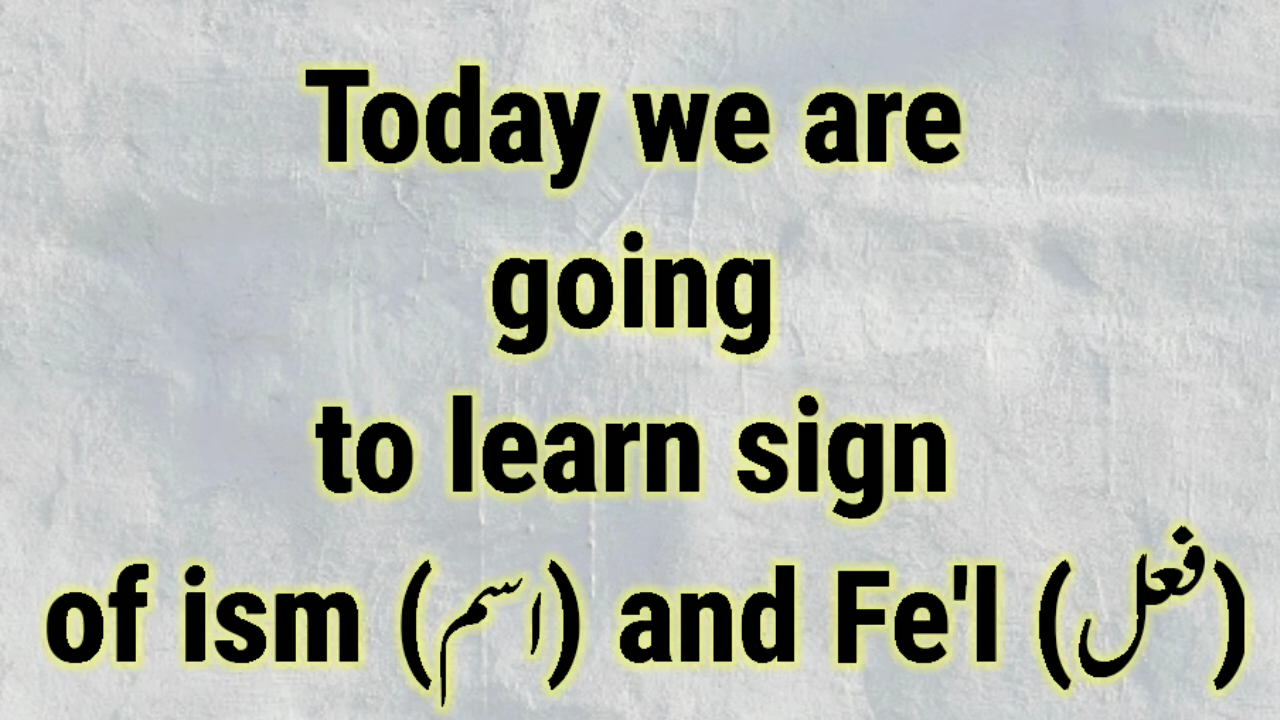 Today we are
going
to learn sign
of ism (اسم) and Fe'l (فعل)